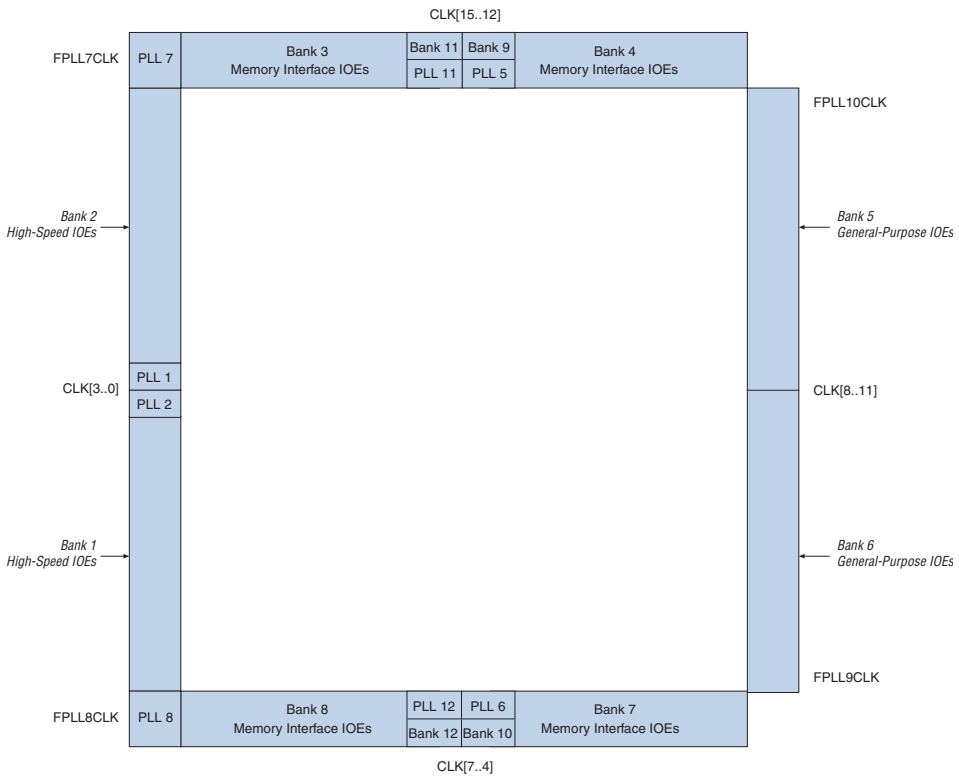 CLK[15..12]
FPLL7CLK
PLL 7
Bank 3
Memory Interface IOEs
Bank 11
Bank 9
PLL 11
PLL 5
Bank 4
Memory Interface IOEs
FPLL10CLK
Bank 2
High-Speed IOEs
Bank 5
General-Purpose IOEs
PLL 1
CLK[3..0]
PLL 2
CLK[8..11]
Bank 1
High-Speed IOEs
Bank 6
General-Purpose IOEs
FPLL9CLK
FPLL8CLK
PLL 8
Bank 8
Memory Interface IOEs
PLL 12
PLL 6
Bank 12
Bank 10
Bank 7
Memory Interface IOEs
CLK[7..4]